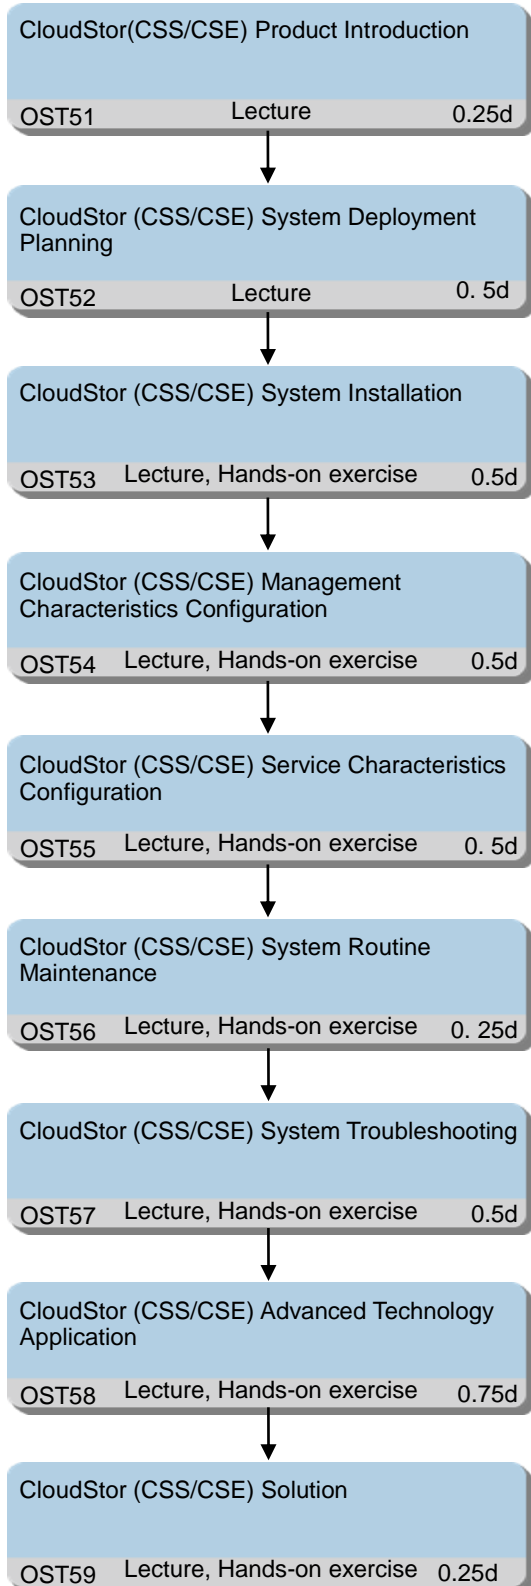 CloudStor(CSS/CSE) Product Introduction
OST51 Lecture 0.25d
CloudStor (CSS/CSE) System Deployment
Planning
OST52 Lecture 0. 5d
CloudStor (CSS/CSE) System Installation
OST53 Lecture, Hands-on exercise 0.5d
CloudStor (CSS/CSE) Management
Characteristics Configuration
OST54 Lecture, Hands-on exercise 0.5d
CloudStor (CSS/CSE) Service Characteristics
Configuration
OST55 Lecture, Hands-on exercise 0. 5d
CloudStor (CSS/CSE) System Routine
Maintenance
OST56 Lecture, Hands-on exercise 0. 25d
CloudStor (CSS/CSE) System Troubleshooting
OST57 Lecture, Hands-on exercise 0.5d
CloudStor (CSS/CSE) Advanced Technology
Application
OST58 Lecture, Hands-on exercise 0.75d
CloudStor (CSS/CSE) Solution
OST59 Lecture, Hands-on exercise 0.25d